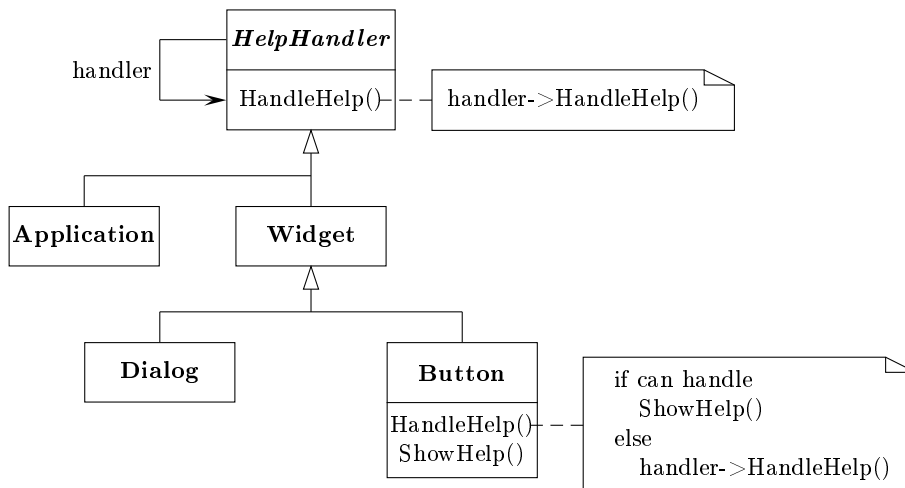 HelpHandler
handler
HandleHelp()
handler->HandleHelp()
Application
Widget
Dialog
Button
HandleHelp()
ShowHelp()
if can handle
ShowHelp()
else
handler->HandleHelp()